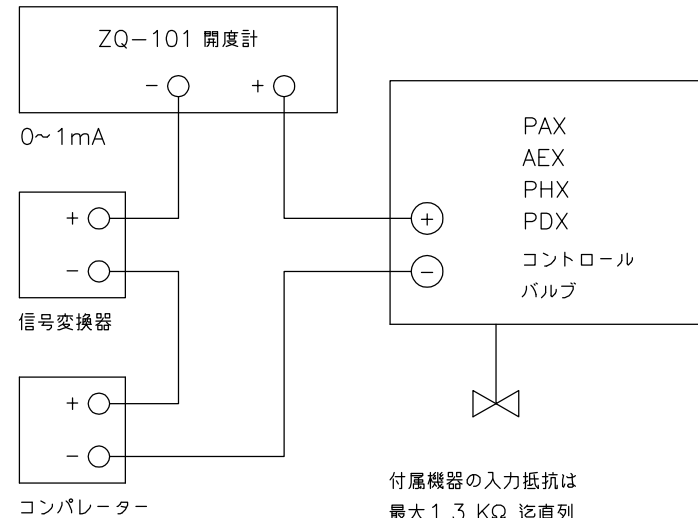 ZQ-101 開度計
- +
0~1mA
+
-
信号変換器
+
-
コンパレーター
PAX
AEX
PHX
PDX
コントロール
バルブ
+
-
付属機器の入力抵抗は
最大1.3 KΩ 迄直列